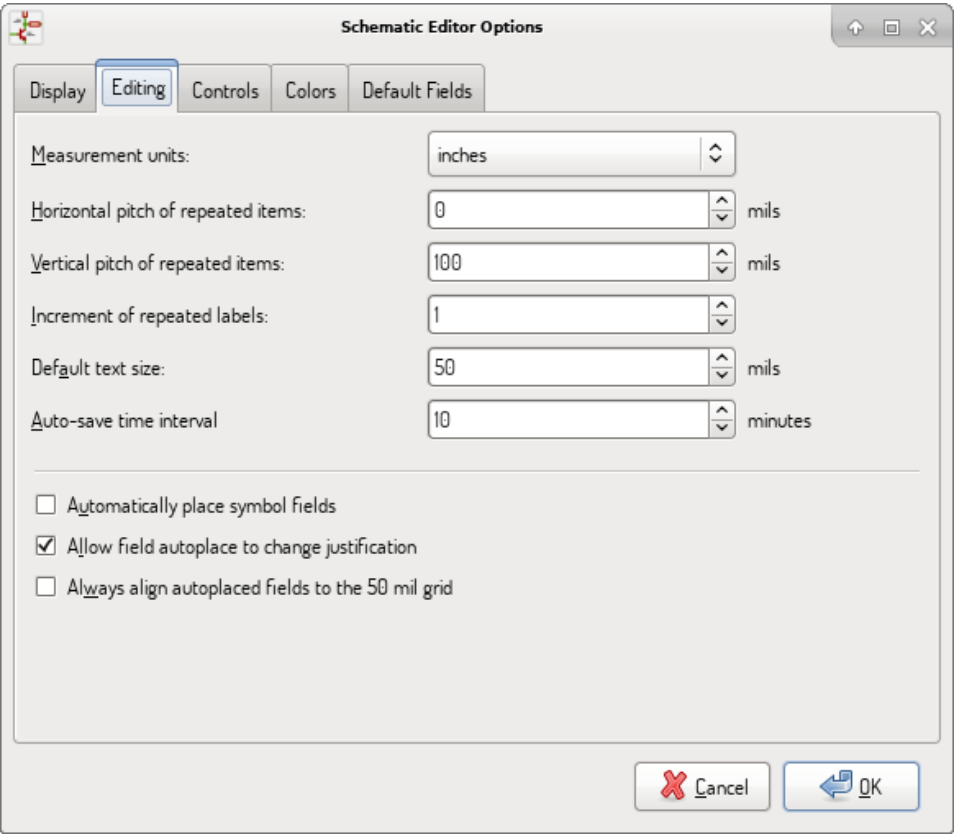 Schematic Editor Options
Display Editing Controls Colors Default Fields
Measurement units: inches
Horizontal pitch of repeated items: 0 mils
Vertical pitch of repeated items: 100 mils
Increment of repeated labels: 1
Default text size: 50 mils
Auto-save time interval 10 minutes
Automatically place symbol fields
Allow field autoplace to change justification
Always align autoplaced fields to the 50 mil grid
Cancel OK